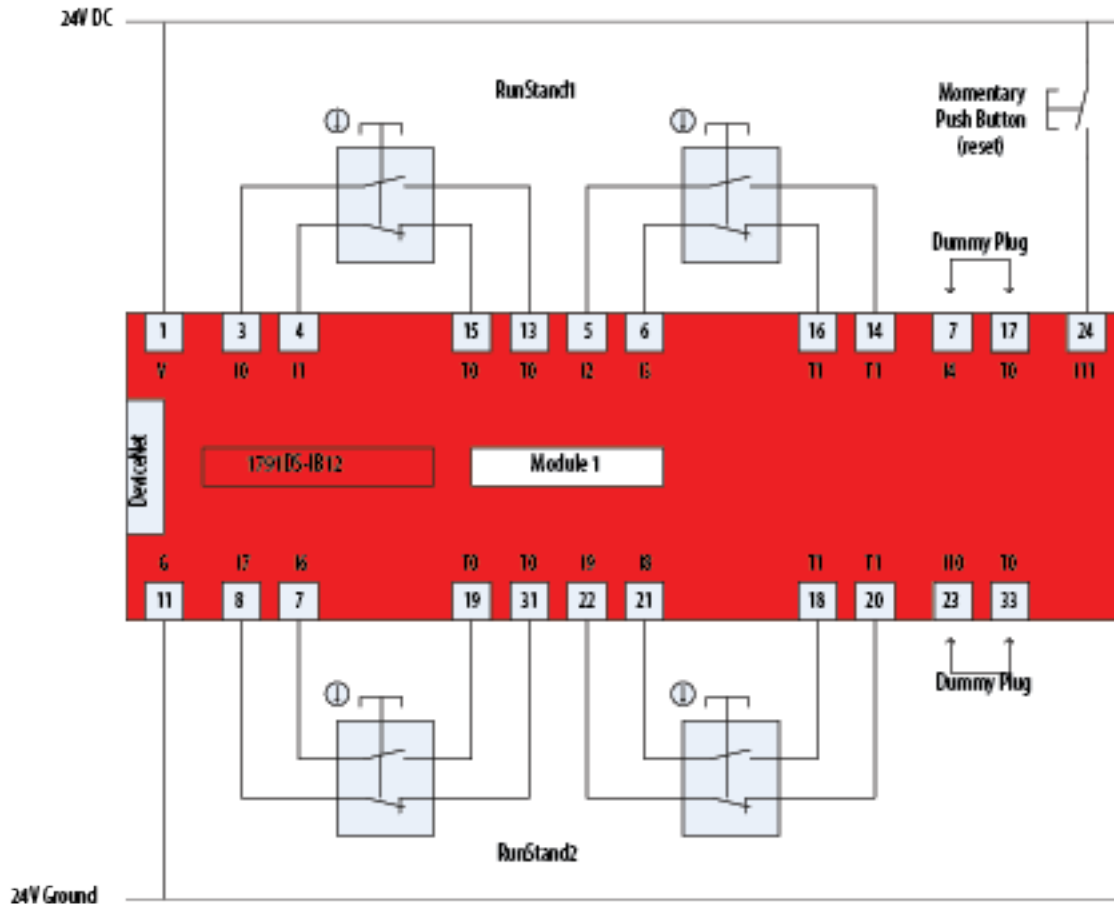 24V DC
RunStand1
Momentary
Push Button
(reset)
Dummy Plug
1 3 4 15 13 5 6 16 14 7 17 24
V I0 I1 T0 T0 I2 I3 T1 T1 I4 T0 I11
DeviceNet
1791DS-IB12
Module 1
G I7 I6 T0 T0 I9 I8 T1 T1 I10 T0
11 8 7 19 31 22 21 18 20 23 33
Dummy Plug
RunStand2
24V Ground